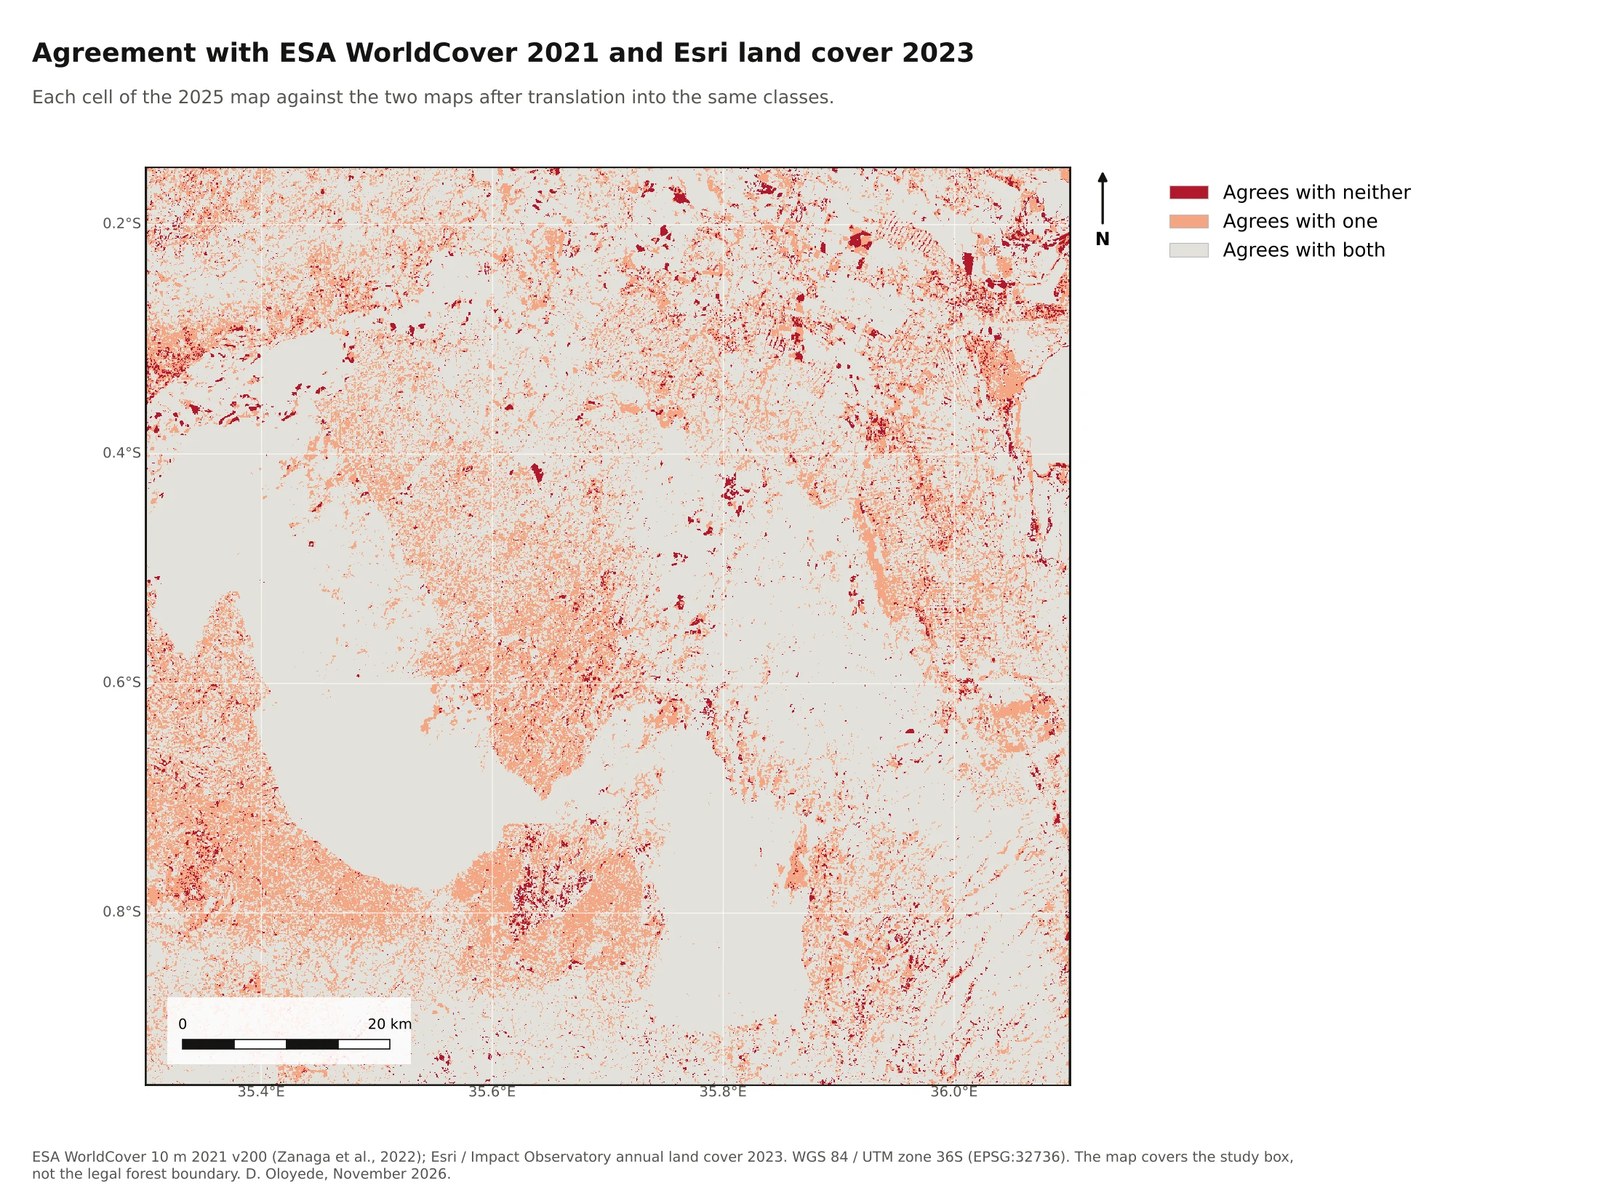 Agreement with ESA WorldCover 2021 and Esri land cover 2023
Each cell of the 2025 map against the two maps after translation into the same classes.
N
Agrees with neither
Agrees with one
Agrees with both
0.2°S
0.4°S
0.6°S
0.8°S
0 20 km
35.4°E 35.6°E 35.8°E 36.0°E
ESA WorldCover 10 m 2021 v200 (Zanaga et al., 2022); Esri / Impact Observatory annual land cover 2023. WGS 84 / UTM zone 36S (EPSG:32736). The map covers the study box,
not the legal forest boundary. D. Oloyede, November 2026.